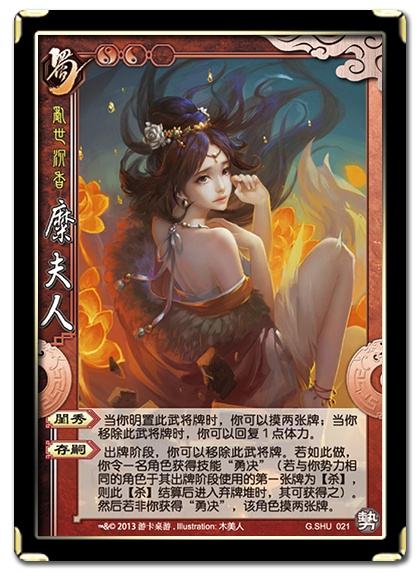 蜀
亂世沉香
糜夫人
閨秀
当你明置此武将牌时，你可以摸两张牌；当你
移除此武将牌时，你可以回复1点体力。
存嗣
出牌阶段，你可以移除此武将牌。若如此做，
你令一名角色获得技能“勇决”（若与你势力相
同的角色于其出牌阶段使用的第一张牌为【杀】，
则此【杀】结算后进入弃牌堆时，其可获得之）。
然后若非你获得“勇决”，该角色摸两张牌。
™&© 2013 游卡桌游. Illustration: 木美人
G.SHU 021
勢